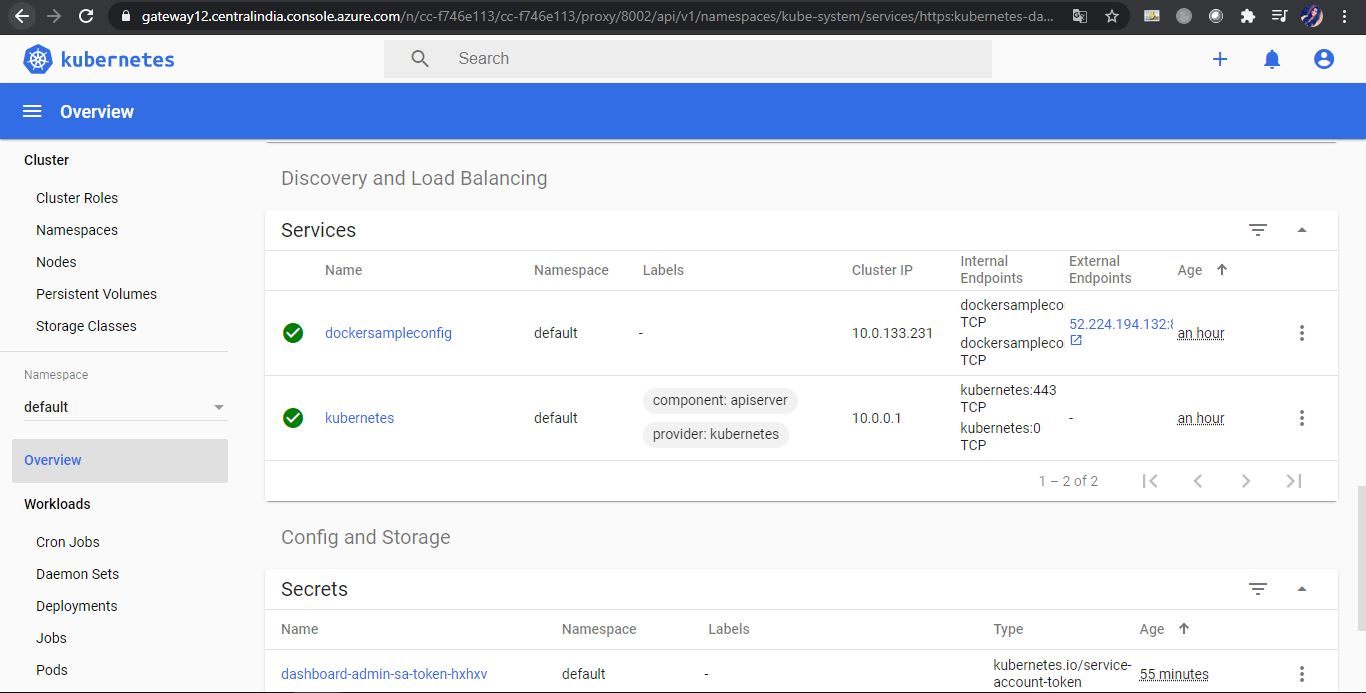 gateway12.centralindia.console.azure.com/n/cc-f746e113/cc-f746e113/proxy/8002/api/v1/namespaces/kube-system/services/https:kubernetes-da...
kubernetes
Search
Overview
Cluster
Cluster Roles
Namespaces
Nodes
Persistent Volumes
Storage Classes
Namespace
default
Overview
Workloads
Cron Jobs
Daemon Sets
Deployments
Jobs
Pods
Discovery and Load Balancing
Services
Name Namespace Labels Cluster IP Internal Endpoints External Endpoints Age
dockersampleconfig default - 10.0.133.231
dockersampleco
TCP
dockersampleco
TCP
52.224.194.132:8
an hour
kubernetes default
component: apiserver
provider: kubernetes
10.0.0.1
kubernetes:443
TCP
kubernetes:0
TCP
-
an hour
1 – 2 of 2
Config and Storage
Secrets
Name Namespace Labels Type Age
dashboard-admin-sa-token-hxhxv default -
kubernetes.io/service-
account-token
55 minutes